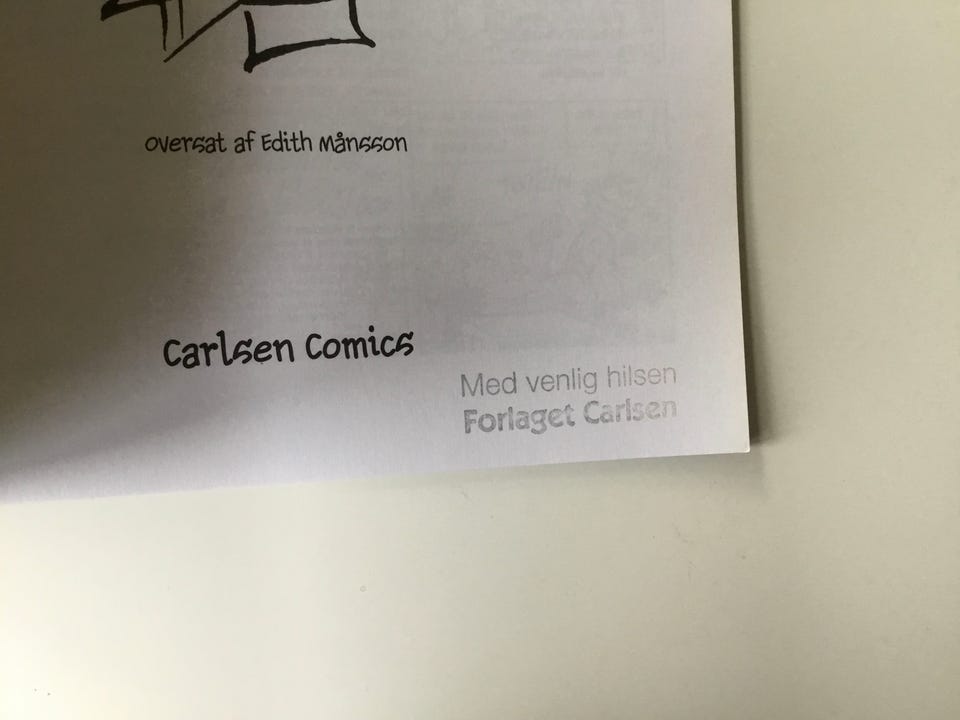 oversat af Edith Månsson
Carlsen Comics
Med venlig hilsen
Forlaget Carlsen